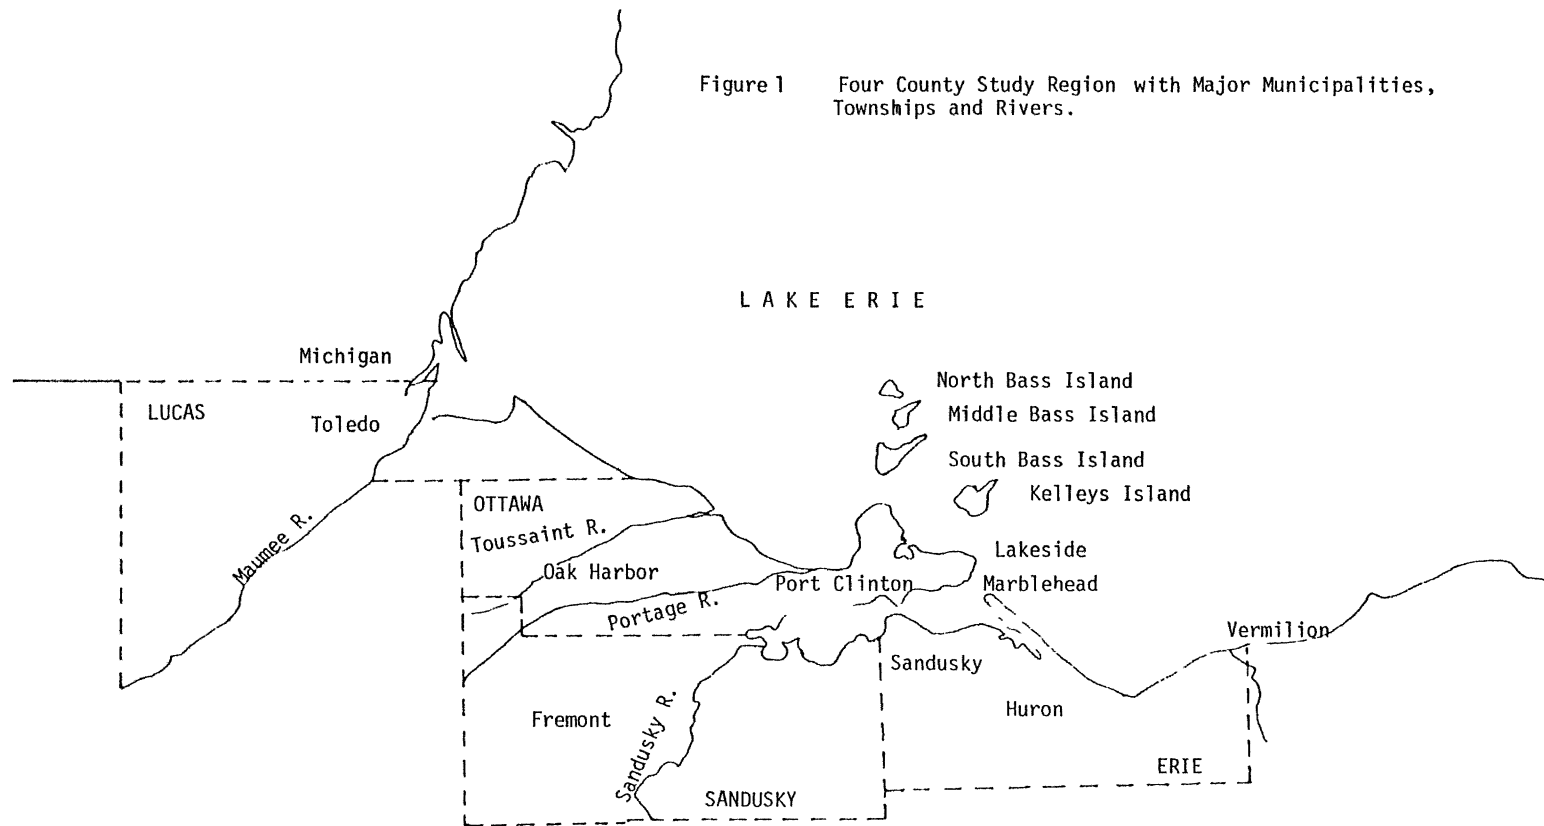 Figure 1 Four County Study Region with Major Municipalities,
Townships and Rivers.
LAKE ERIE
Michigan
LUCAS
Toledo
North Bass Island
Middle Bass Island
South Bass Island
Kelleys Island
OTTAWA
Toussaint R.
Maumee R.
Oak Harbor
Lakeside
Port Clinton
Marblehead
Portage R.
Vermilion
Sandusky
Fremont
Sandusky R.
Huron
ERIE
SANDUSKY